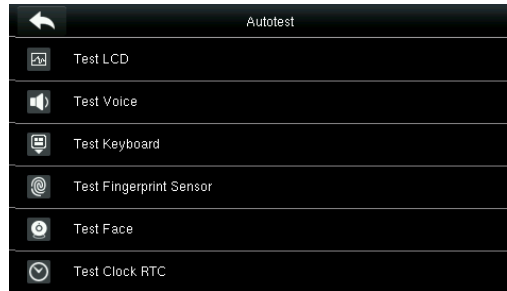 Autotest
Test LCD
Test Voice
Test Keyboard
Test Fingerprint Sensor
Test Face
Test Clock RTC